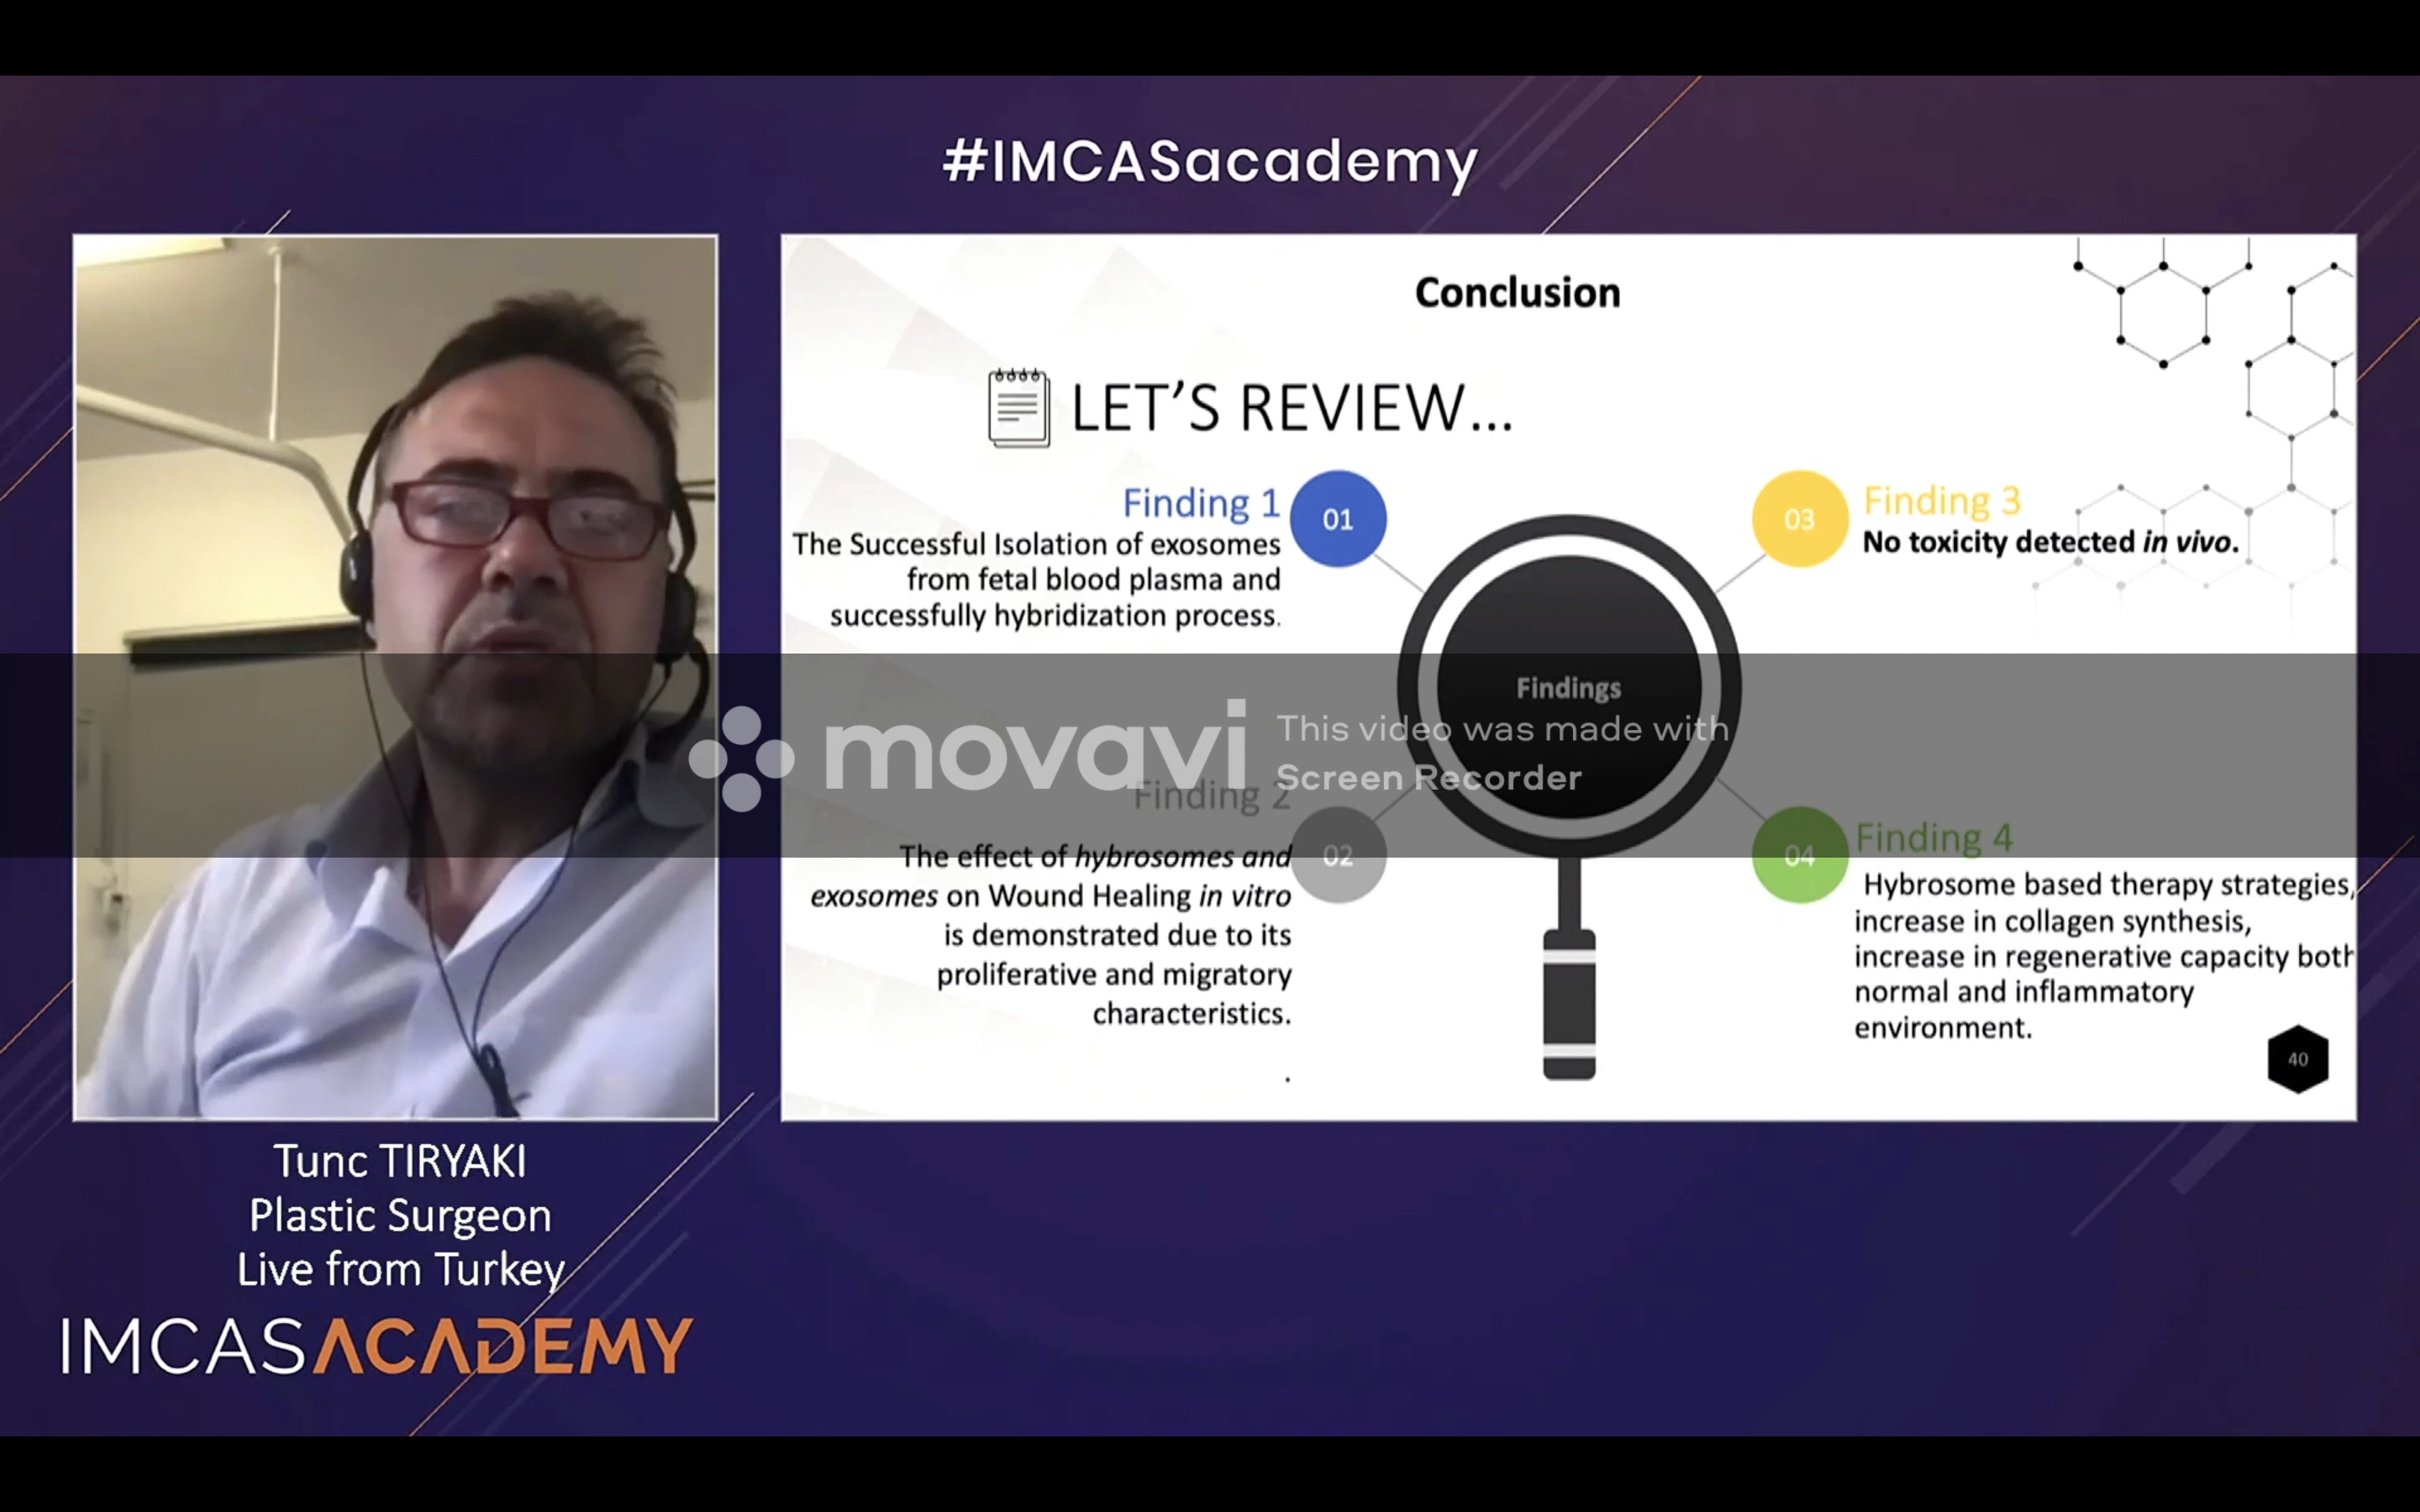 #IMCASacademy
Conclusion
LET'S REVIEW...
Finding 1
01
The Successful Isolation of exosomes
from fetal blood plasma and
successfully hybridization process.
03
Finding 3
No toxicity detected in vivo.
Findings
movavi
This video was made with
Screen Recorder
Finding 2
02
The effect of hybrosomes and
exosomes on Wound Healing in vitro
is demonstrated due to its
proliferative and migratory
characteristics.
.
04
Finding 4
Hybrosome based therapy strategies,
increase in collagen synthesis,
increase in regenerative capacity both
normal and inflammatory
environment.
40
Tunc TIRYAKI
Plastic Surgeon
Live from Turkey
IMCASACADEMY